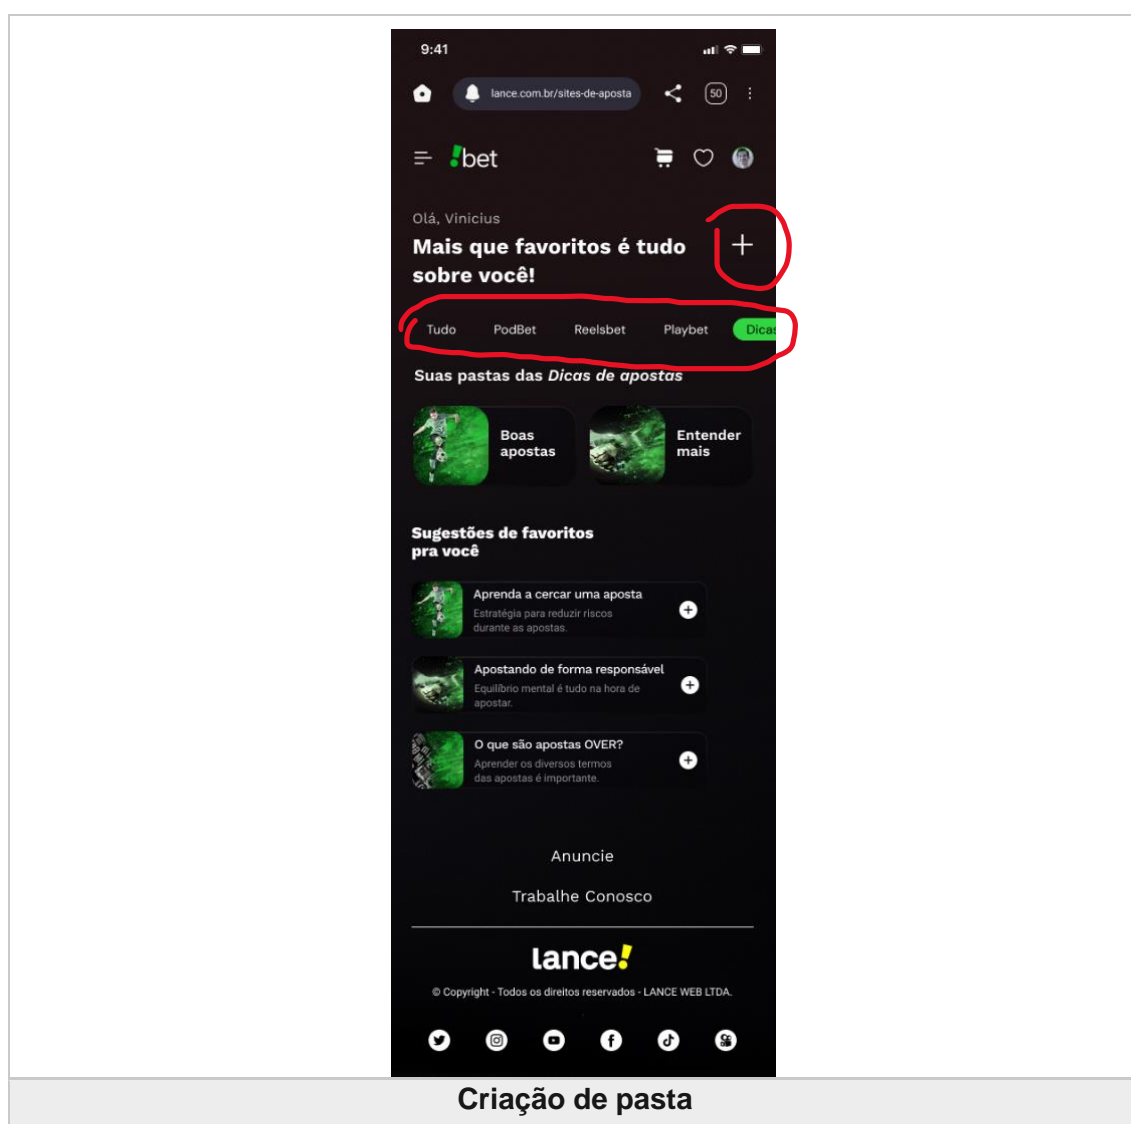 9:41
lance.com.br/sites-de-aposta
50
!bet
Olá, Vinicius
Mais que favoritos é tudo
sobre você!
Tudo PodBet Reelsbet Playbet Dicas
Suas pastas das Dicas de apostas
Boas
apostas
Entender
mais
Sugestões de favoritos
pra você
Aprenda a cercar uma aposta
Estratégia para reduzir riscos
durante as apostas.
Apostando de forma responsável
Equilíbrio mental é tudo na hora de
apostar.
O que são apostas OVER?
Aprender os diversos termos
das apostas é importante.
Anuncie
Trabalhe Conosco
lance!
© Copyright - Todos os direitos reservados - LANCE WEB LTDA.
Criação de pasta